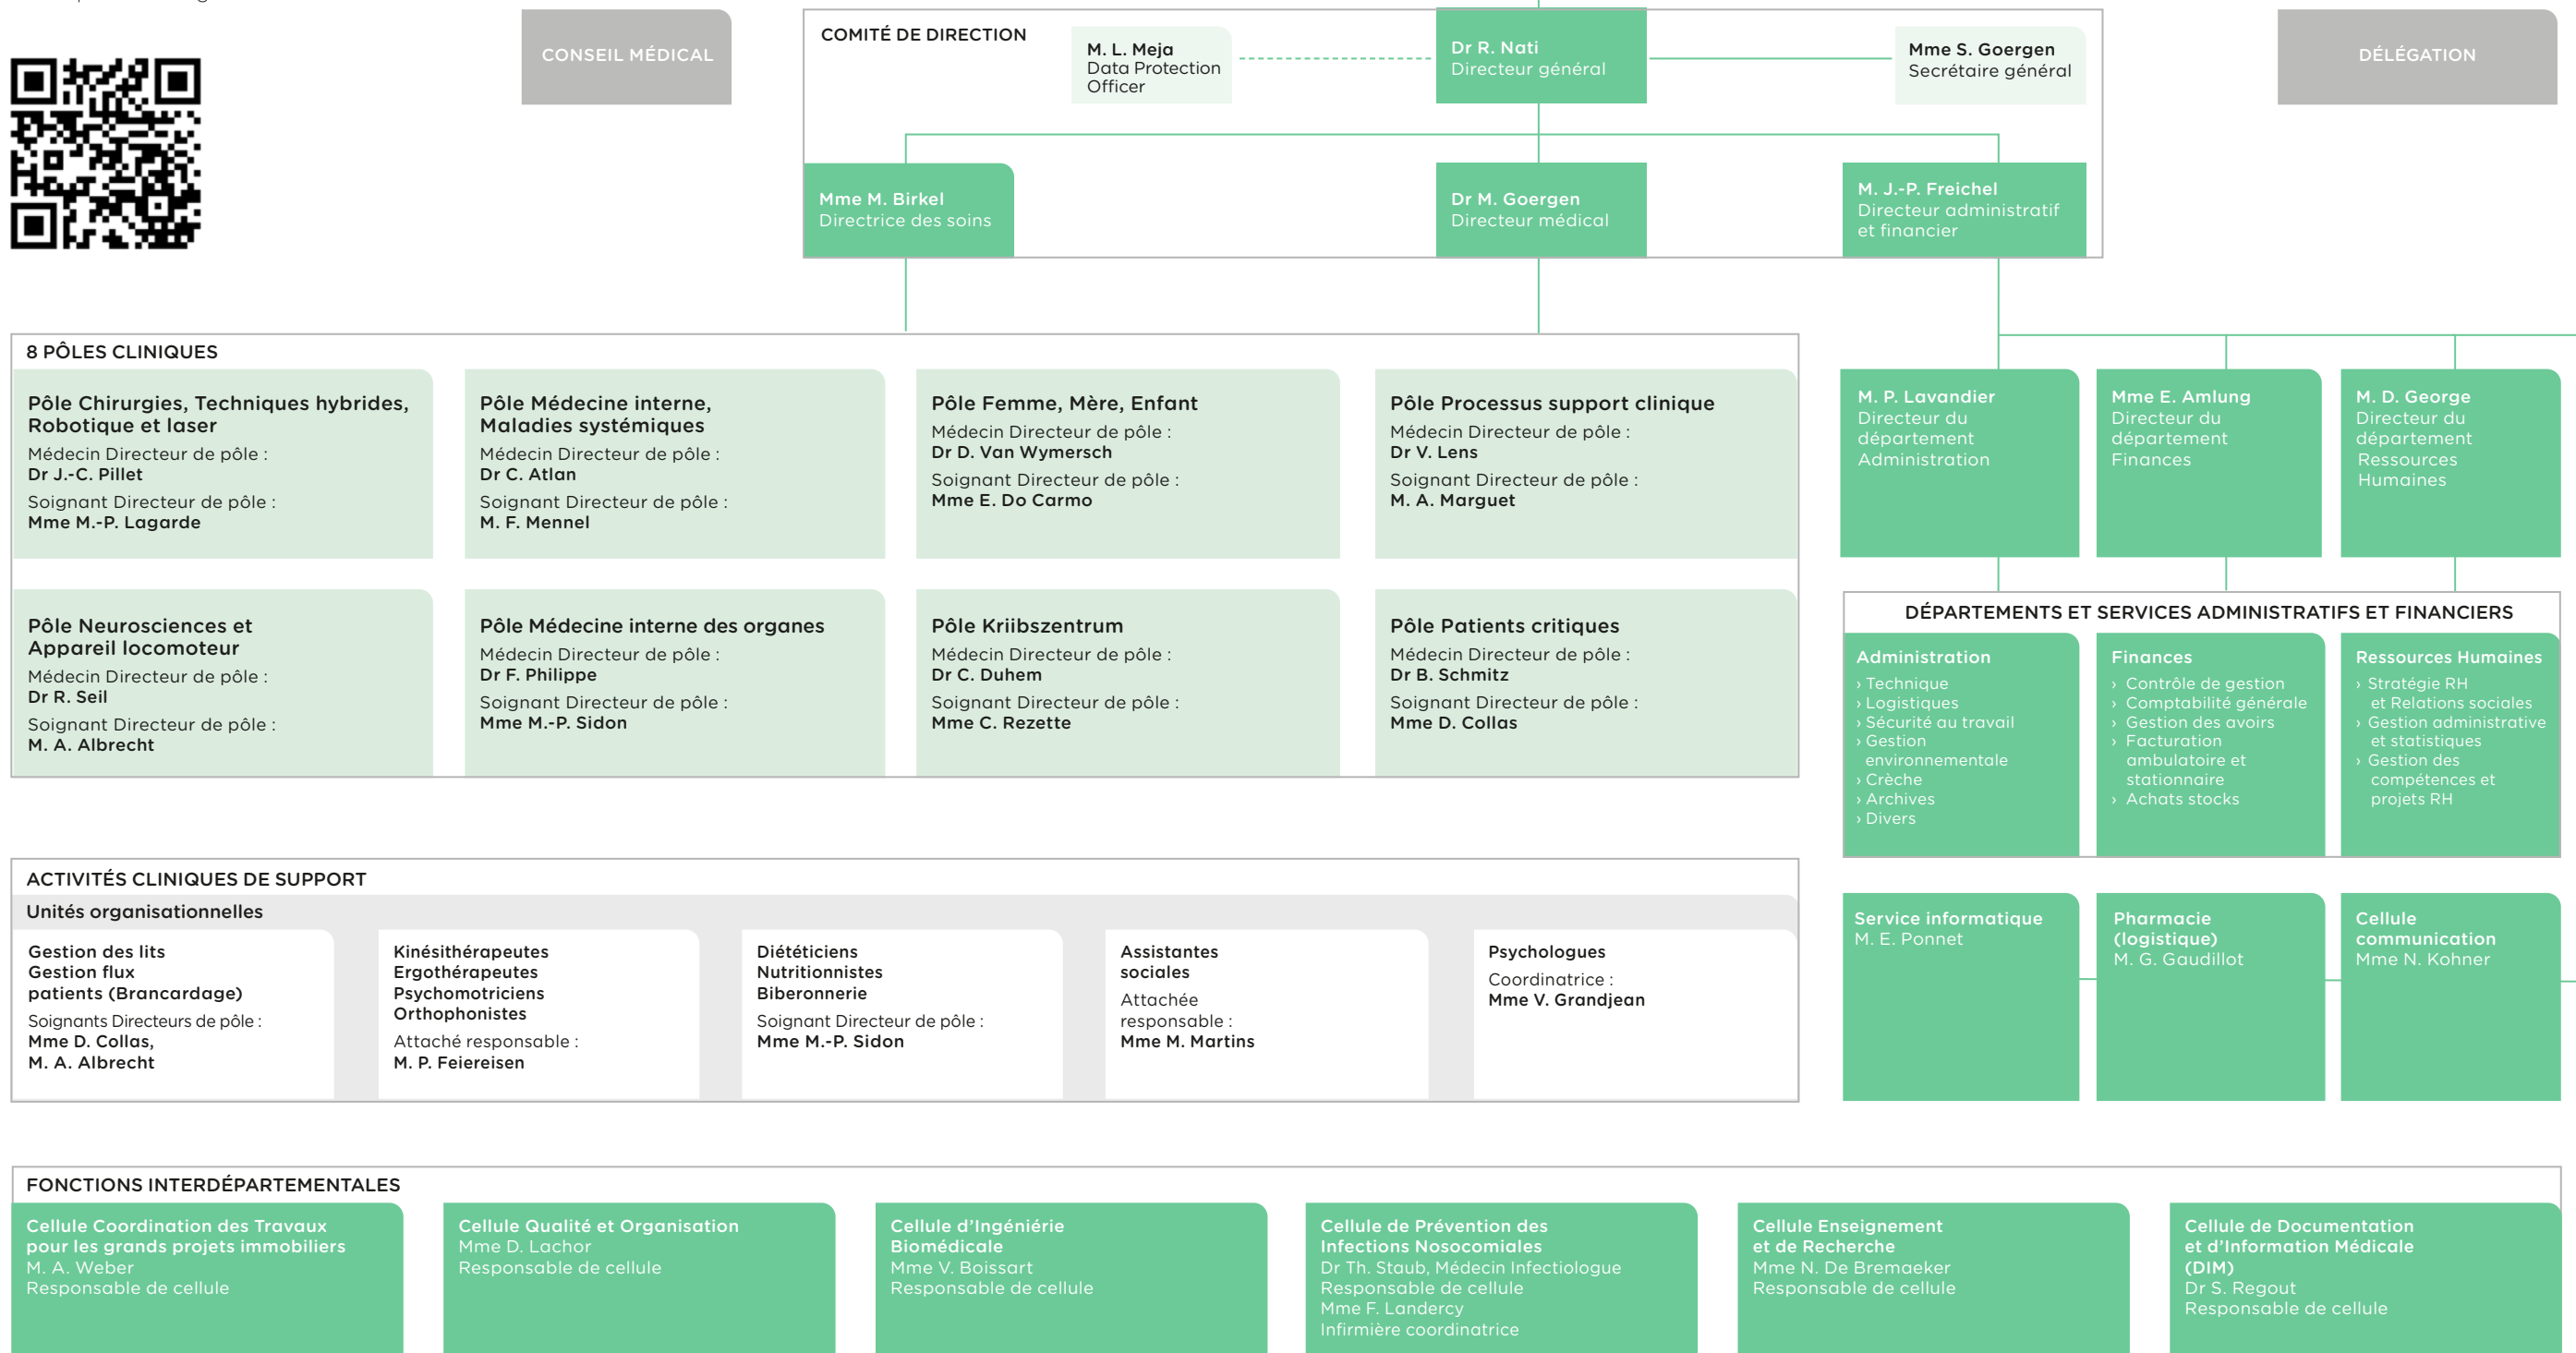 CONSEIL MÉDICAL
COMITÉ DE DIRECTION
M. L. Meja
Data Protection
Officer
Dr R. Nati
Directeur général
Mme S. Goergen
Secrétaire général
DÉLÉGATION
Mme M. Birkel
Directrice des soins
Dr M. Goergen
Directeur médical
M. J.-P. Freichel
Directeur administratif
et financier
8 PÔLES CLINIQUES
Pôle Chirurgies, Techniques hybrides,
Robotique et laser
Médecin Directeur de pôle :
Dr J.-C. Pillet
Soignant Directeur de pôle :
Mme M.-P. Lagarde
Pôle Médecine interne,
Maladies systémiques
Médecin Directeur de pôle :
Dr C. Atlan
Soignant Directeur de pôle :
M. F. Mennel
Pôle Femme, Mère, Enfant
Médecin Directeur de pôle :
Dr D. Van Wymersch
Soignant Directeur de pôle :
Mme E. Do Carmo
Pôle Processus support clinique
Médecin Directeur de pôle :
Dr V. Lens
Soignant Directeur de pôle :
M. A. Marguet
Pôle Neurosciences et
Appareil locomoteur
Médecin Directeur de pôle :
Dr R. Seil
Soignant Directeur de pôle :
M. A. Albrecht
Pôle Médecine interne des organes
Médecin Directeur de pôle :
Dr F. Philippe
Soignant Directeur de pôle :
Mme M.-P. Sidon
Pôle Kriibszentrum
Médecin Directeur de pôle :
Dr C. Duhem
Soignant Directeur de pôle :
Mme C. Rezette
Pôle Patients critiques
Médecin Directeur de pôle :
Dr B. Schmitz
Soignant Directeur de pôle :
Mme D. Collas
M. P. Lavandier
Directeur du
département
Administration
Mme E. Amlung
Directeur du
département
Finances
M. D. George
Directeur du
département
Ressources
Humaines
DÉPARTEMENTS ET SERVICES ADMINISTRATIFS ET FINANCIERS
Administration
› Technique
› Logistiques
› Sécurité au travail
› Gestion
environnementale
› Crèche
› Archives
› Divers
Finances
› Contrôle de gestion
› Comptabilité générale
› Gestion des avoirs
› Facturation
ambulatoire et
stationnaire
› Achats stocks
Ressources Humaines
› Stratégie RH
et Relations sociales
› Gestion administrative
et statistiques
› Gestion des
compétences et
projets RH
ACTIVITÉS CLINIQUES DE SUPPORT
Unités organisationnelles
Gestion des lits
Gestion flux
patients (Brancardage)
Soignants Directeurs de pôle :
Mme D. Collas,
M. A. Albrecht
Kinésithérapeutes
Ergothérapeutes
Psychomotriciens
Orthophonistes
Attaché responsable :
M. P. Feiereisen
Diététiciens
Nutritionnistes
Biberonnerie
Soignant Directeur de pôle :
Mme M.-P. Sidon
Assistantes
sociales
Attachée
responsable :
Mme M. Martins
Psychologues
Coordinatrice :
Mme V. Grandjean
Service informatique
M. E. Ponnet
Pharmacie
(logistique)
M. G. Gaudillot
Cellule
communication
Mme N. Kohner
FONCTIONS INTERDÉPARTEMENTALES
Cellule Coordination des Travaux
pour les grands projets immobiliers
M. A. Weber
Responsable de cellule
Cellule Qualité et Organisation
Mme D. Lachor
Responsable de cellule
Cellule d’Ingéniérie
Biomédicale
Mme V. Boissart
Responsable de cellule
Cellule de Prévention des
Infections Nosocomiales
Dr Th. Staub, Médecin Infectiologue
Responsable de cellule
Mme F. Landercy
Infirmière coordinatrice
Cellule Enseignement
et de Recherche
Mme N. De Bremaeker
Responsable de cellule
Cellule de Documentation
et d’Information Médicale
(DIM)
Dr S. Regout
Responsable de cellule